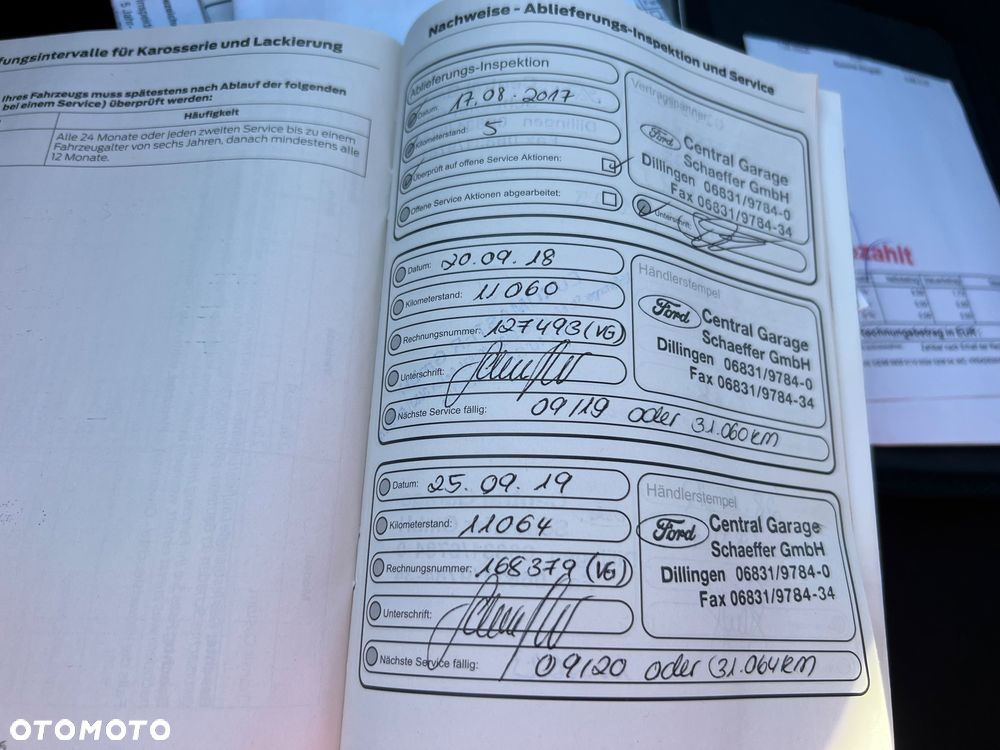 fungsintervalle für Karosserie und Lackierung
Ihres Fahrzeugs muss spätestens nach Ablauf der folgenden
bei einem Service) überprüft werden:
Häufigkeit
Alle 24 Monate oder jeden zweiten Service bis zu einem
Fahrzeugalter von sechs Jahren, danach mindestens alle
12 Monate.
Nachweise - Ablieferungs-Inspektion und Service
Ablieferungs-Inspektion
Datum: 17.08.2017
Kilometerstand: 5
Überprüft auf offene Service Aktionen:
Offene Service Aktionen abgearbeitet:
Vertragspartner
Ford Central Garage
Schaeffer GmbH
Dillingen 06831/9784-0
Fax 06831/9784-34
Unterschrift:
Datum: 20.09.18
Kilometerstand: 11060
Rechnungsnummer: 127493 (VG)
Unterschrift:
Nächste Service fällig: 09/19 oder 31.060 km
Händlerstempel
Ford Central Garage
Schaeffer GmbH
Dillingen 06831/9784-0
Fax 06831/9784-34
Datum: 25.09.19
Kilometerstand: 11064
Rechnungsnummer: 168379 (VG)
Unterschrift:
Nächste Service fällig: 09/20 oder (31.064 km
Händlerstempel
Ford Central Garage
Schaeffer GmbH
Dillingen 06831/9784-0
Fax 06831/9784-34
zahlt
chnungsbetrag in EUR:
OTOMOTO